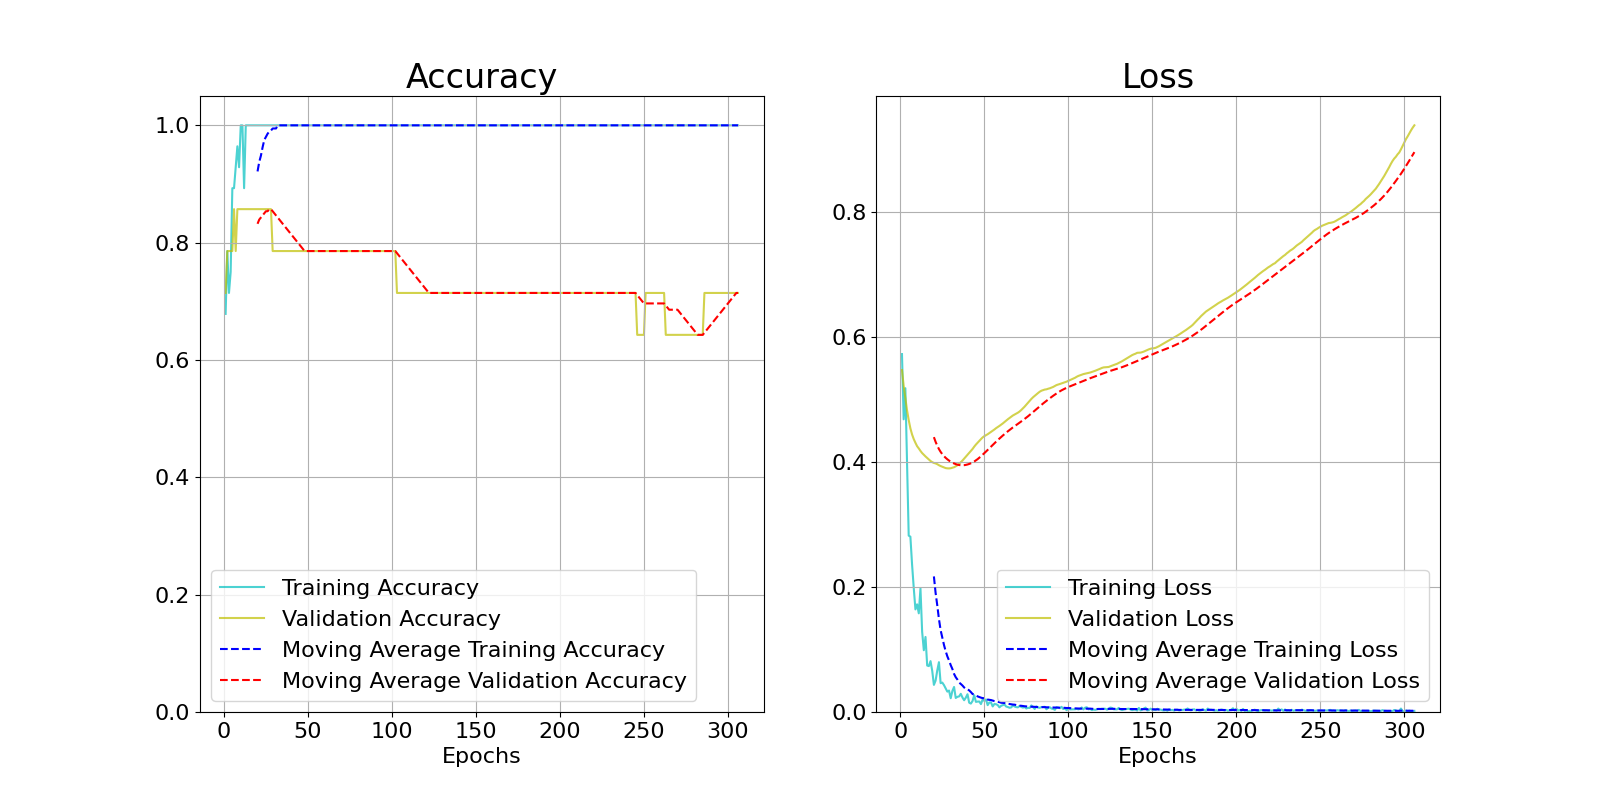 Accuracy
1.0
0.8
0.6
0.4
0.2
0.0
Training Accuracy
Validation Accuracy
Moving Average Training Accuracy
Moving Average Validation Accuracy
0 50 100 150 200 250 300
Epochs
Loss
0.8
0.6
0.4
0.2
0.0
Training Loss
Validation Loss
Moving Average Training Loss
Moving Average Validation Loss
0 50 100 150 200 250 300
Epochs